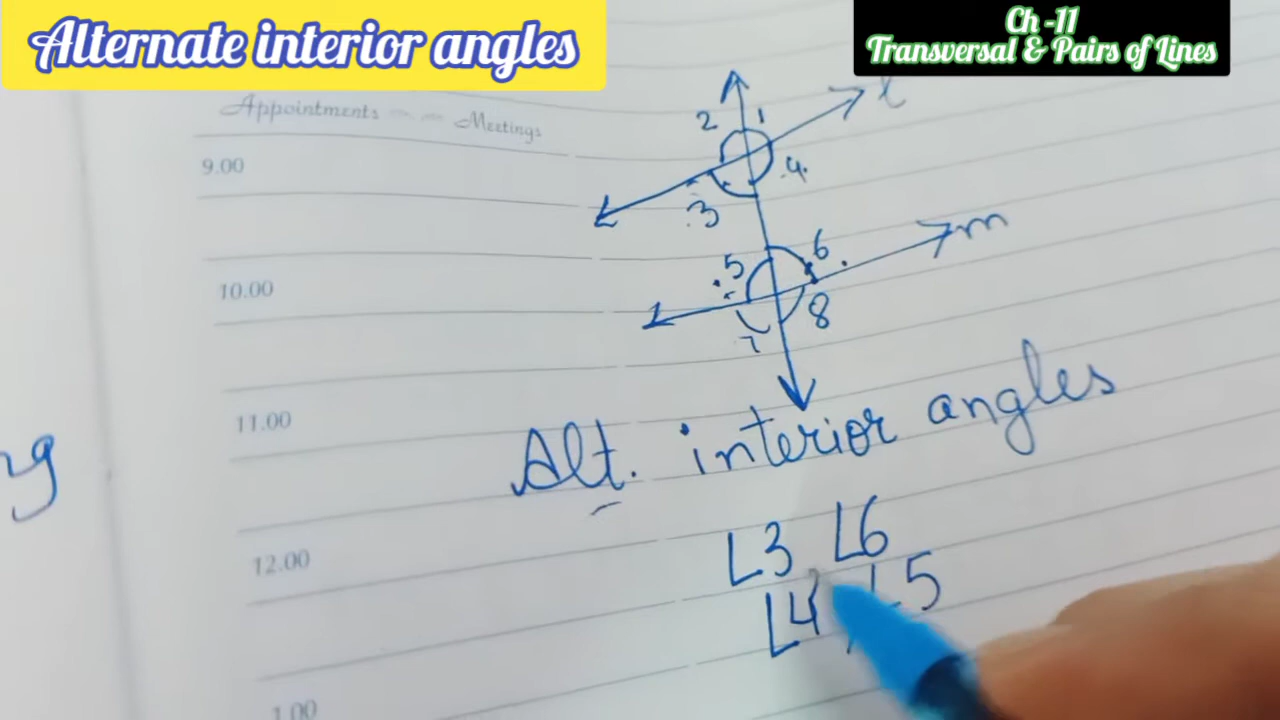 Alternate interior angles
Ch -11
Transversal & Pairs of Lines
Appointments - - Meetings
9.00
10.00
11.00
12.00
1.00
2 1 l
4
3
5 6 m
8
7
Alt. interior angles
∠3 ∠6
∠4 ∠5